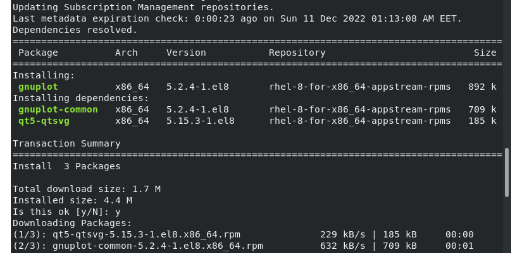 Updating Subscription Management repositories.
Last metadata expiration check: 0:00:23 ago on Sun 11 Dec 2022 01:13:08 AM EET.
Dependencies resolved.
================================================================================
Package Arch Version Repository Size
================================================================================
Installing:
gnuplot x86_64 5.2.4-1.el8 rhel-8-for-x86_64-appstream-rpms 892 k
Installing dependencies:
gnuplot-common x86_64 5.2.4-1.el8 rhel-8-for-x86_64-appstream-rpms 709 k
qt5-qtsvg x86_64 5.15.3-1.el8 rhel-8-for-x86_64-appstream-rpms 185 k
Transaction Summary
================================================================================
Install 3 Packages
Total download size: 1.7 M
Installed size: 4.4 M
Is this ok [y/N]: y
Downloading Packages:
(1/3): qt5-qtsvg-5.15.3-1.el8.x86_64.rpm 229 kB/s | 185 kB 00:00
(2/3): gnuplot-common-5.2.4-1.el8.x86_64.rpm 632 kB/s | 709 kB 00:01